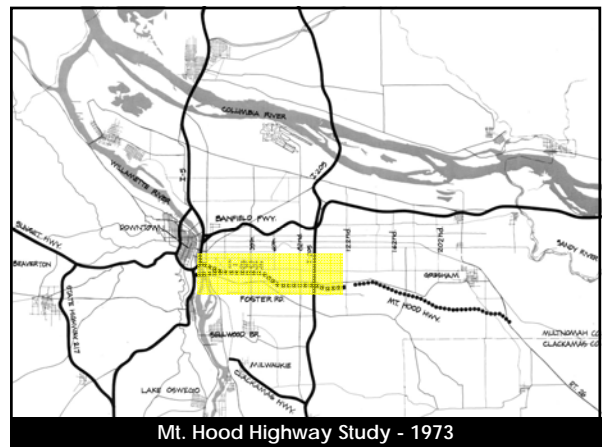 COLUMBIA RIVER
WILLAMETTE RIVER
I-5
I-205
DOWNTOWN
BANFIELD FWY.
SUNSET HWY.
BEAVERTON
SANDY RIVER
GRESHAM
FOSTER RD.
MT. HOOD HWY.
STATE HIGHWAY 217
SELLWOOD BR.
MULTNOMAH CO.
CLACKAMAS CO.
MILWAUKIE
CLACKAMAS HWY.
LAKE OSWEGO
RT. 26
Mt. Hood Highway Study - 1973